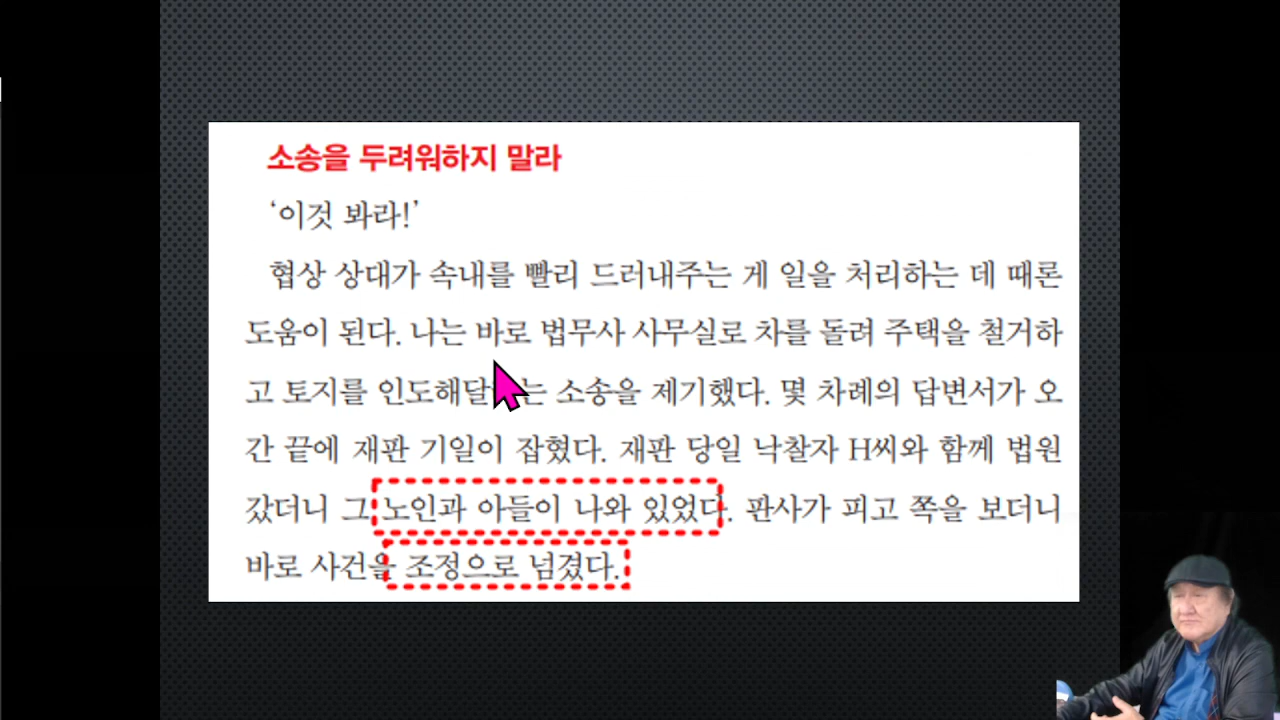 소송을 두려워하지 말라
‘이것 봐라!’
협상 상대가 속내를 빨리 드러내주는 게 일을 처리하는 데 때론
도움이 된다. 나는 바로 법무사 사무실로 차를 돌려 주택을 철거하
고 토지를 인도해달 는 소송을 제기했다. 몇 차례의 답변서가 오
간 끝에 재판 기일이 잡혔다. 재판 당일 낙찰자 H씨와 함께 법원
갔더니 그 노인과 아들이 나와 있었다. 판사가 피고 쪽을 보더니
바로 사건을 조정으로 넘겼다.